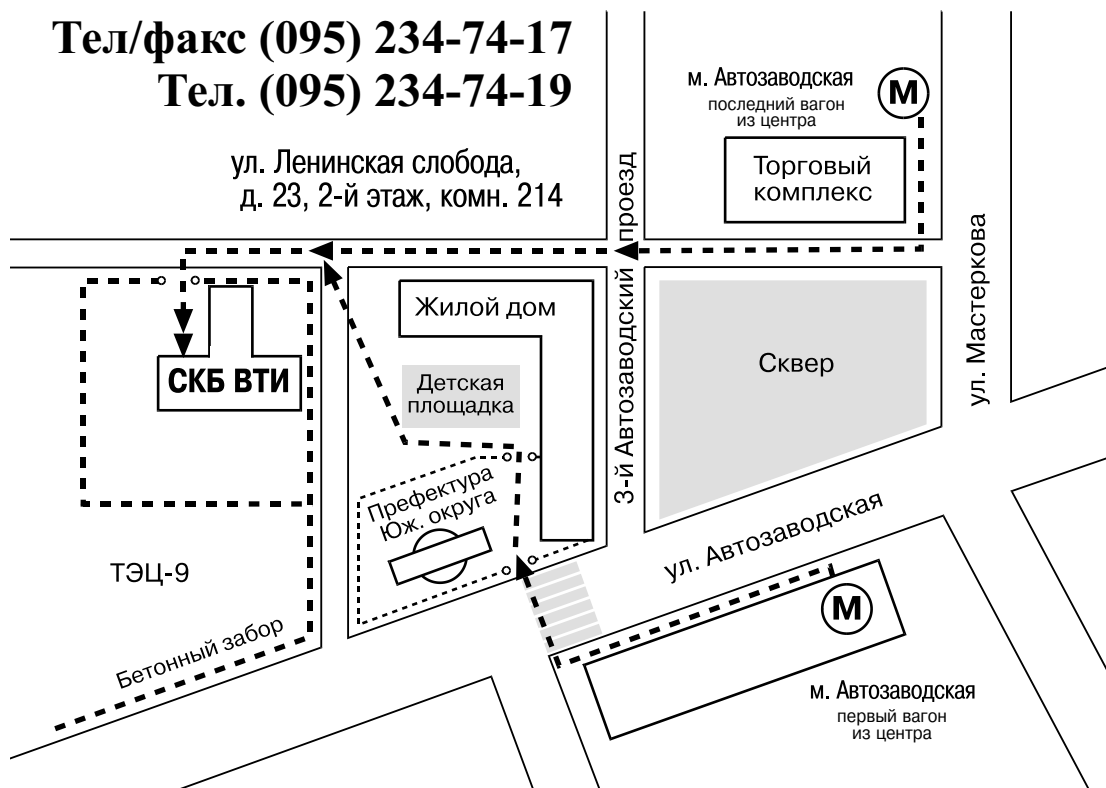 Тел/факс (095) 234-74-17
Тел. (095) 234-74-19
м. Автозаводская
последний вагон
из центра
М
ул. Ленинская слобода,
д. 23, 2-й этаж, комн. 214
Торговый
комплекс
3-й Автозаводский проезд
ул. Мастеркова
Жилой дом
Сквер
СКБ ВТИ
Детская
площадка
Префектура
Юж. округа
ул. Автозаводская
ТЭЦ-9
Бетонный забор
М
м. Автозаводская
первый вагон
из центра